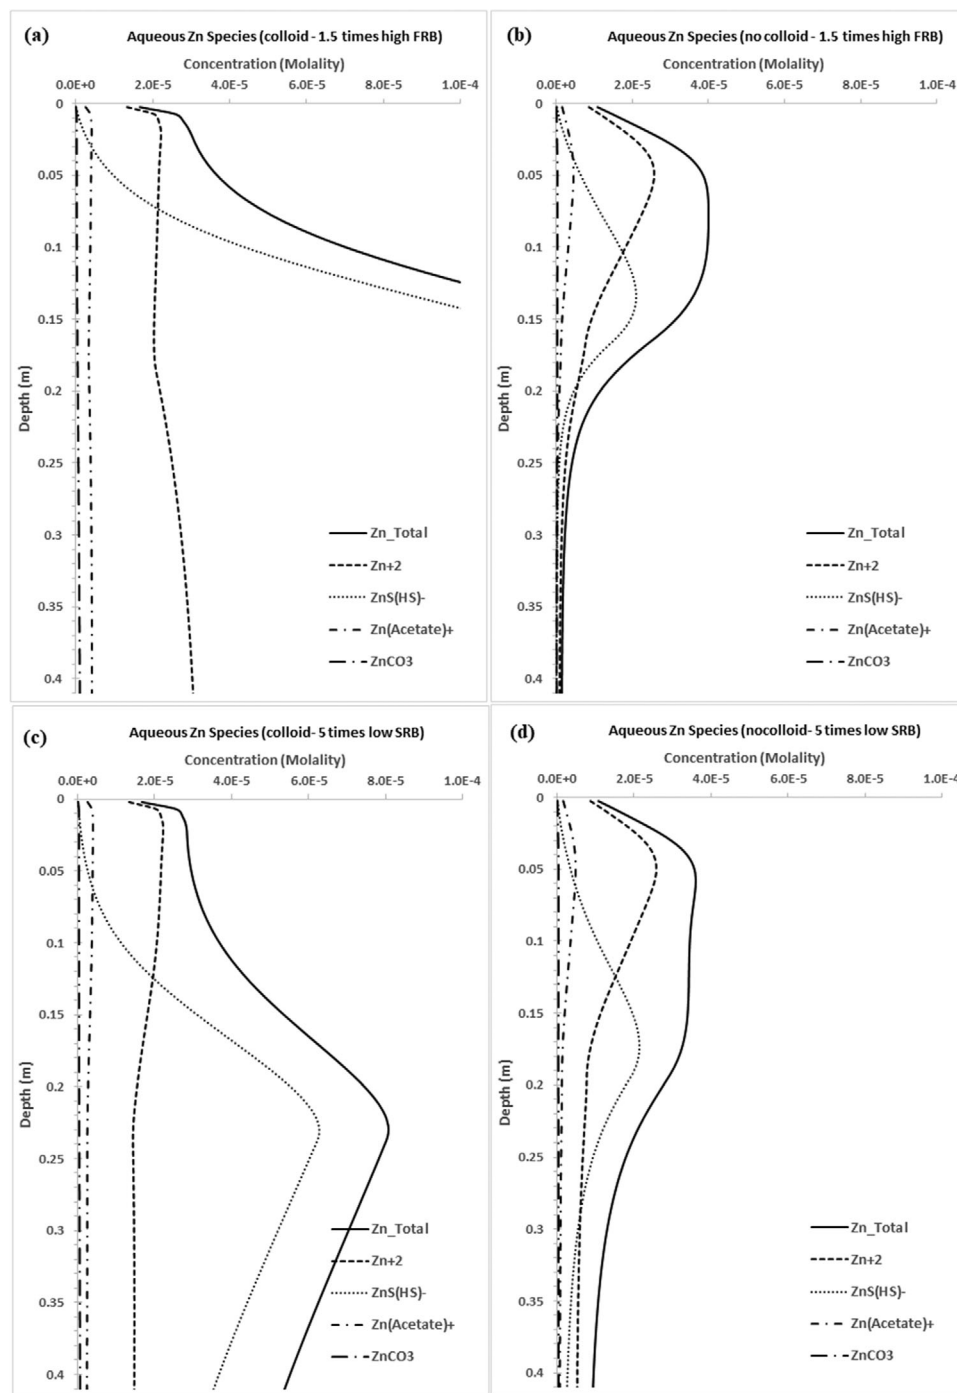 (a)
Aqueous Zn Species (colloid - 1.5 times high FRB)
Concentration (Molality)
0.0E+0 2.0E-5 4.0E-5 6.0E-5 8.0E-5 1.0E-4
0
0.05
0.1
0.15
0.2
0.25
0.3
0.35
0.4
Depth (m)
Zn_Total
Zn+2
ZnS(HS)-
Zn(Acetate)+
ZnCO3
(b)
Aqueous Zn Species (no colloid - 1.5 times high FRB)
Concentration (Molality)
0.0E+0 2.0E-5 4.0E-5 6.0E-5 8.0E-5 1.0E-4
0
0.05
0.1
0.15
0.2
0.25
0.3
0.35
0.4
Depth (m)
Zn_Total
Zn+2
ZnS(HS)-
Zn(Acetate)+
ZnCO3
(c)
Aqueous Zn Species (colloid- 5 times low SRB)
Concentration (Molality)
0.0E+0 2.0E-5 4.0E-5 6.0E-5 8.0E-5 1.0E-4
0
0.05
0.1
0.15
0.2
0.25
0.3
0.35
0.4
Depth (m)
Zn_Total
Zn+2
ZnS(HS)-
Zn(Acetate)+
ZnCO3
(d)
Aqueous Zn Species (nocolloid- 5 times low SRB)
Concentration (Molality)
0.0E+0 2.0E-5 4.0E-5 6.0E-5 8.0E-5 1.0E-4
0
0.05
0.1
0.15
0.2
0.25
0.3
0.35
0.4
Depth (m)
Zn_Total
Zn+2
ZnS(HS)-
Zn(Acetate)+
ZnCO3